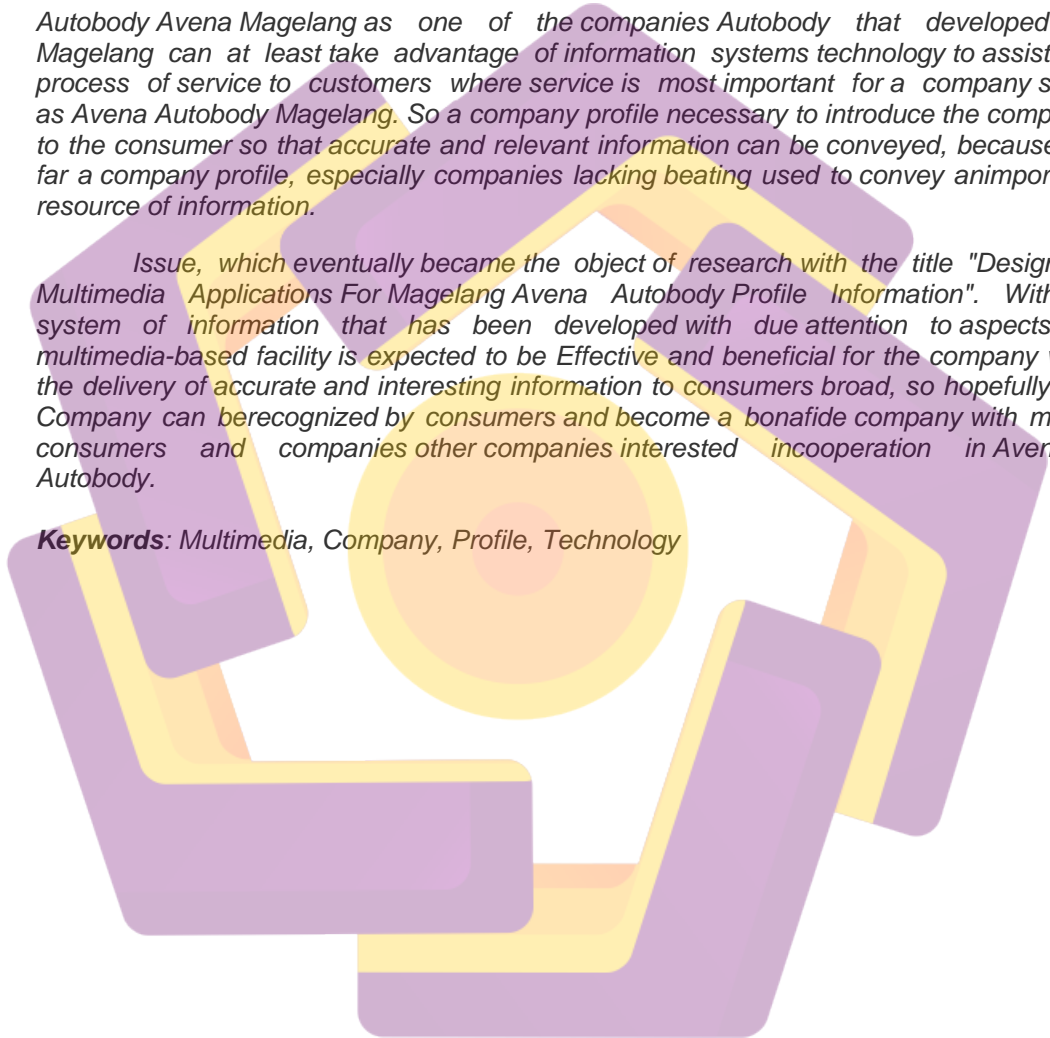 Autobody Avena Magelang as one of the companies Autobody that developed
Magelang can at least take advantage of information systems technology to assist
process of service to customers where service is most important for a company s
as Avena Autobody Magelang. So a company profile necessary to introduce the comp
to the consumer so that accurate and relevant information can be conveyed, because
far a company profile, especially companies lacking beating used to convey animpor
resource of information.
Issue, which eventually became the object of research with the title "Design
Multimedia Applications For Magelang Avena Autobody Profile Information". With
system of information that has been developed with due attention to aspects
multimedia-based facility is expected to be Effective and beneficial for the company
the delivery of accurate and interesting information to consumers broad, so hopefully
Company can berecognized by consumers and become a bonafide company with m
consumers and companies other companies interested incooperation in Aven
Autobody.
Keywords: Multimedia, Company, Profile, Technology